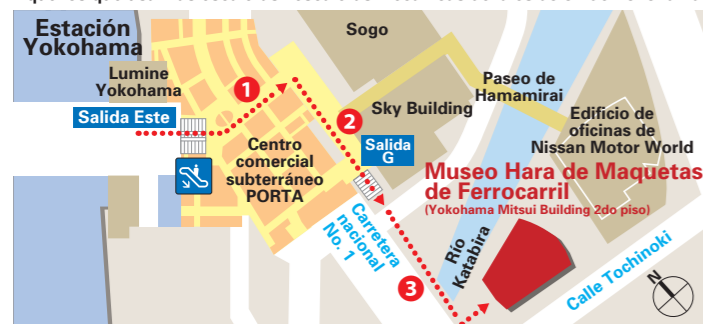 Estación
Yokohama
Lumine
Yokohama
Salida Este
1
Sogo
2
Sky Building
Salida
G
Centro
comercial
subterráneo
PORTA
Paseo de
Hamamirai
Edificio de
oficinas de
Nissan Motor World
Museo Hara de Maquetas
de Ferrocarril
(Yokohama Mitsui Building 2do piso)
Carretera
nacional
No. 1
Río
Katabira
3
Calle Tochinoki
N